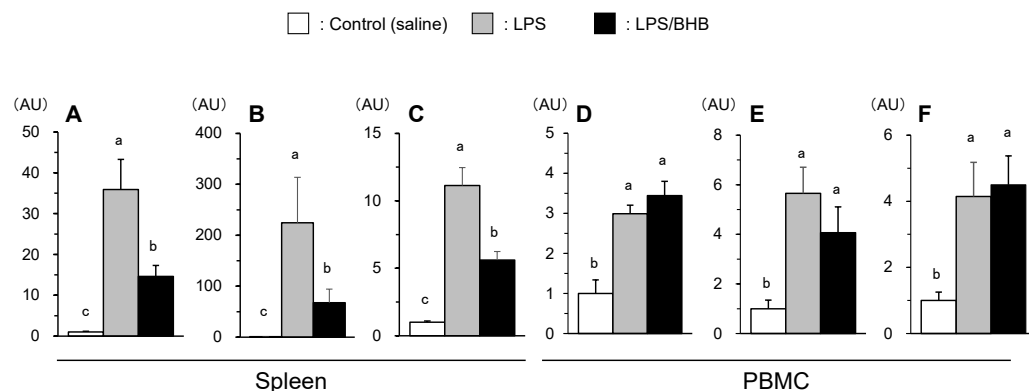 : Control (saline) : LPS : LPS/BHB
(AU) A (AU) B (AU) C (AU) D (AU) E (AU) F
50
40
30
20
10
0
a
b
c
400
300
200
100
0
a
b
c
15
10
5
0
a
b
c
5
4
3
2
1
0
a
a
b
8
6
4
2
0
a
a
b
6
4
2
0
a
a
b
Spleen PBMC